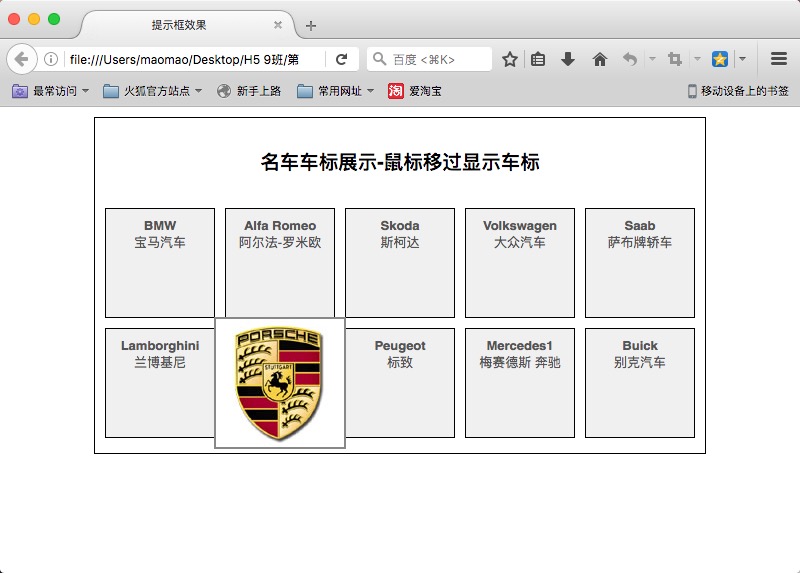 提示框效果
file:///Users/maomao/Desktop/H5 9班/第
百度 <⌘K>
最常访问
火狐官方站点
新手上路
常用网址
淘
爱淘宝
移动设备上的书签
名车车标展示-鼠标移过显示车标
BMW
宝马汽车
Alfa Romeo
阿尔法-罗米欧
Skoda
斯柯达
Volkswagen
大众汽车
Saab
萨布牌轿车
Lamborghini
兰博基尼
PORSCHE
STUTTGART
Peugeot
标致
Mercedes1
梅赛德斯 奔驰
Buick
别克汽车